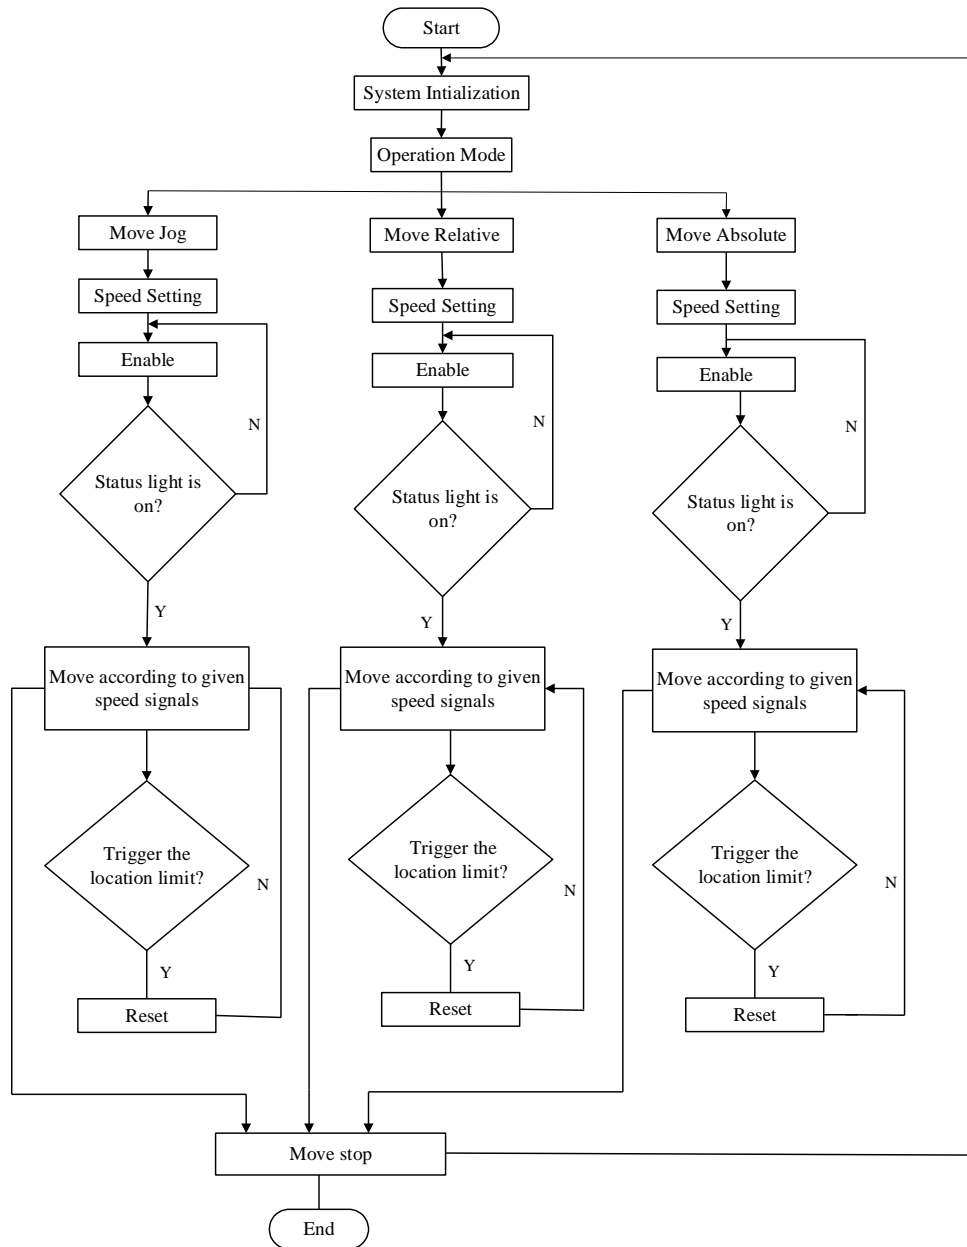 Start
System Intialization
Operation Mode
Move Jog
Move Relative
Move Absolute
Speed Setting
Speed Setting
Speed Setting
Enable
Enable
Enable
N
N
N
Status light is
on?
Status light is
on?
Status light is
on?
Y
Y
Y
Move according to given
speed signals
Move according to given
speed signals
Move according to given
speed signals
Trigger the
location limit?
Trigger the
location limit?
Trigger the
location limit?
N
N
N
Y
Y
Y
Reset
Reset
Reset
Move stop
End